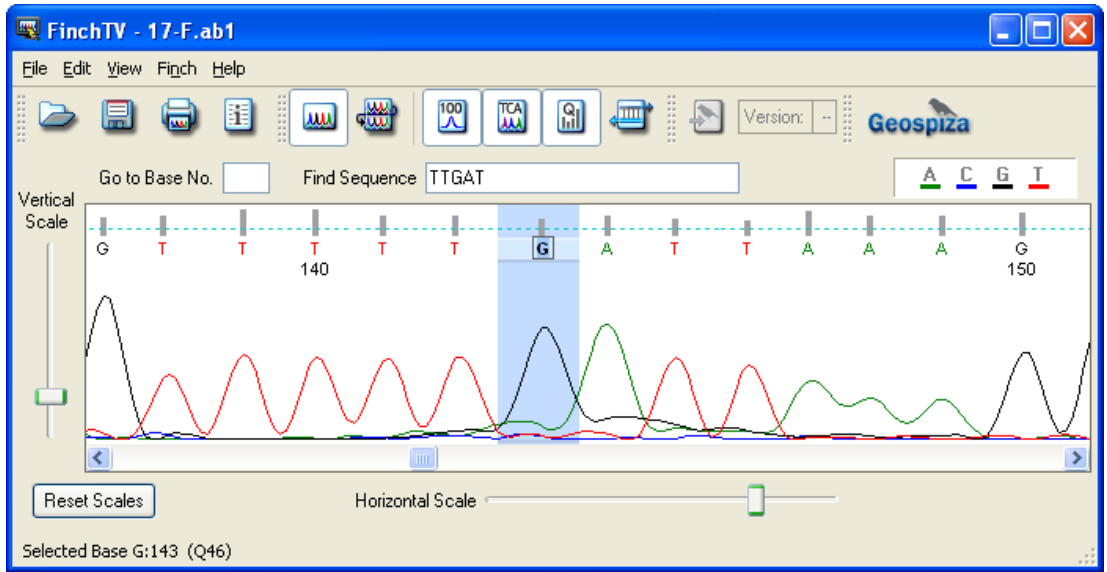 FinchTV - 17-F.ab1
File Edit View Finch Help
100 TCA Q Version: -- Geospiza
Go to Base No. Find Sequence TTGAT A C G T
Vertical
Scale
G T T T T T G A T T A A A G
140 150
Reset Scales Horizontal Scale
Selected Base G:143 (Q46)